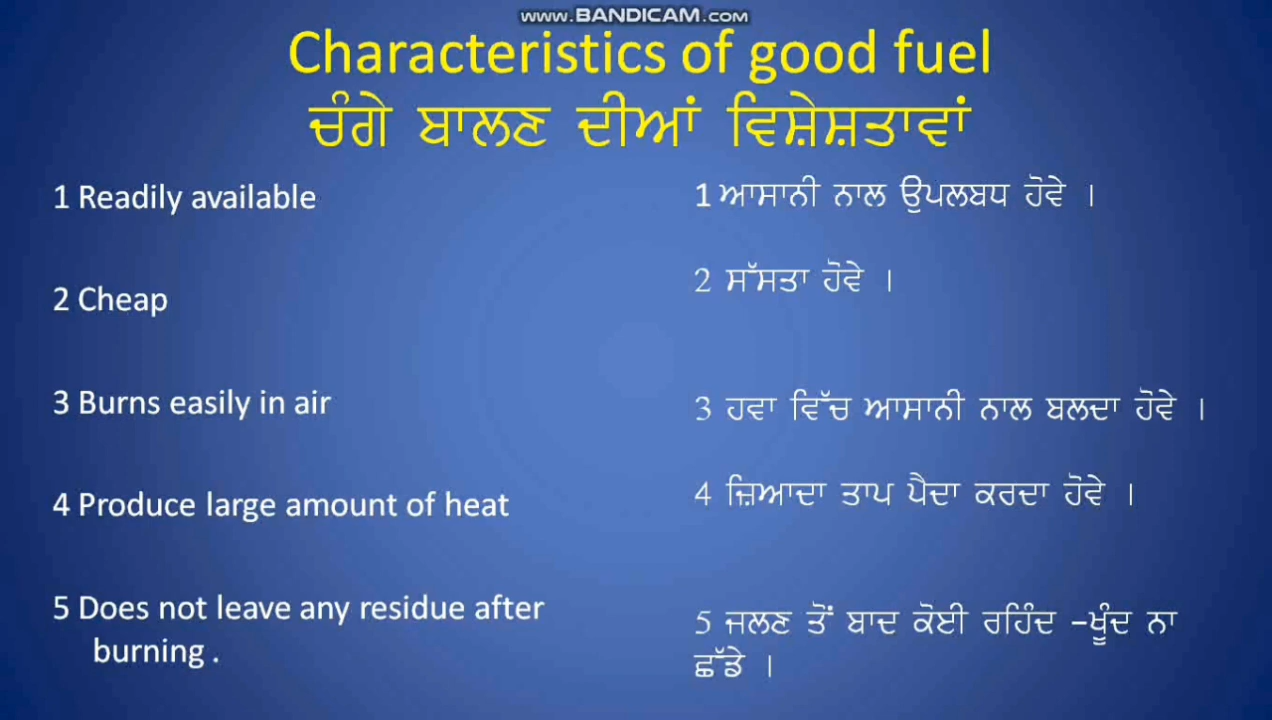 www.BANDICAM.com
Characteristics of good fuel
ਚੰਗੇ ਬਾਲਣ ਦੀਆਂ ਵਿਸ਼ੇਸ਼ਤਾਵਾਂ
1 Readily available
2 Cheap
3 Burns easily in air
4 Produce large amount of heat
5 Does not leave any residue after
burning .
1 ਆਸਾਨੀ ਨਾਲ ਉਪਲਬਧ ਹੋਵੇ ।
2 ਸੱਸਤਾ ਹੋਵੇ ।
3 ਹਵਾ ਵਿੱਚ ਆਸਾਨੀ ਨਾਲ ਬਲਦਾ ਹੋਵੇ ।
4 ਜ਼ਿਆਦਾ ਤਾਪ ਪੈਦਾ ਕਰਦਾ ਹੋਵੇ ।
5 ਜਲਣ ਤੋਂ ਬਾਦ ਕੋਈ ਰਹਿੰਦ -ਖੂੰਦ ਨਾ
ਛੱਡੇ ।